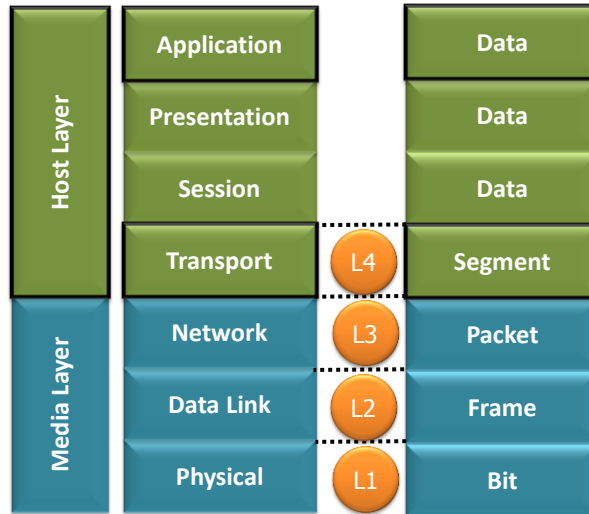 Host Layer
Application
Data
Presentation
Data
Session
Data
Transport
L4
Segment
Media Layer
Network
L3
Packet
Data Link
L2
Frame
Physical
L1
Bit